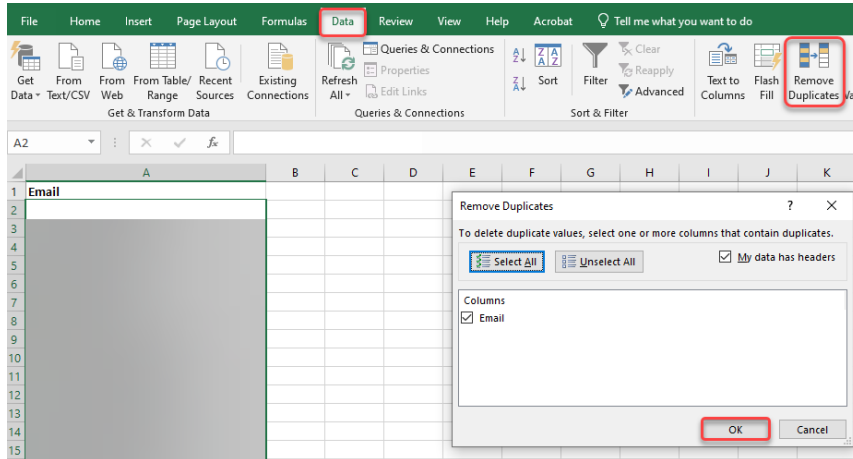 File Home Insert Page Layout Formulas Data Review View Help Acrobat Tell me what you want to do
Get Data
From Text/CSV
From Web
From Table/ Range
Recent Sources
Existing Connections
Get & Transform Data
Refresh All
Queries & Connections
Properties
Edit Links
Queries & Connections
Sort
Filter
Clear
Reapply
Advanced
Sort & Filter
Text to Columns
Flash Fill
Remove Duplicates
A2 fx
A B C D E F G H I J K
1 Email
2
3
4
5
6
7
8
9
10
11
12
13
14
15
Remove Duplicates ? X
To delete duplicate values, select one or more columns that contain duplicates.
Select All Unselect All My data has headers
Columns
Email
OK Cancel